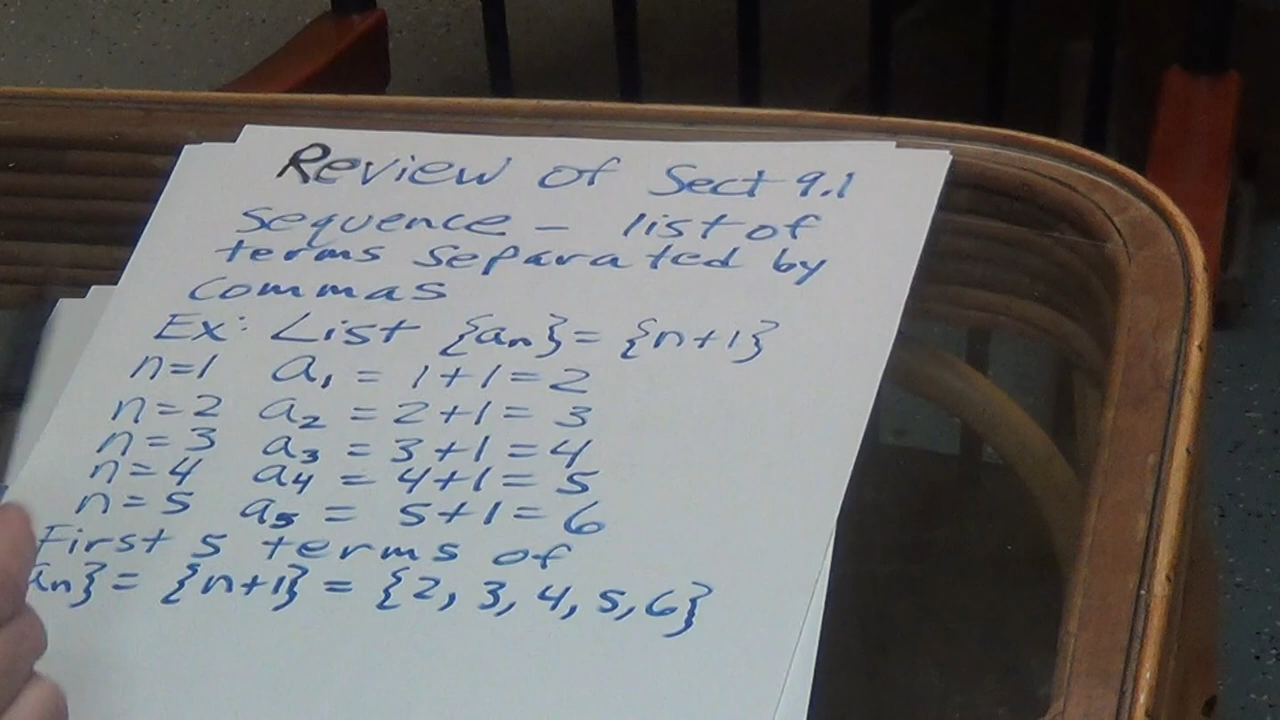 Review of Sect 9.1
Sequence – list of
terms separated by
commas
Ex: List {an} = {n+1}
n=1 a1 = 1+1=2
n=2 a2 = 2+1= 3
n=3 a3 = 3+1=4
n=4 a4 = 4+1= 5
n=5 a5 = 5+1=6
First 5 terms of
an} = {n+1} = {2, 3, 4, 5, 6}